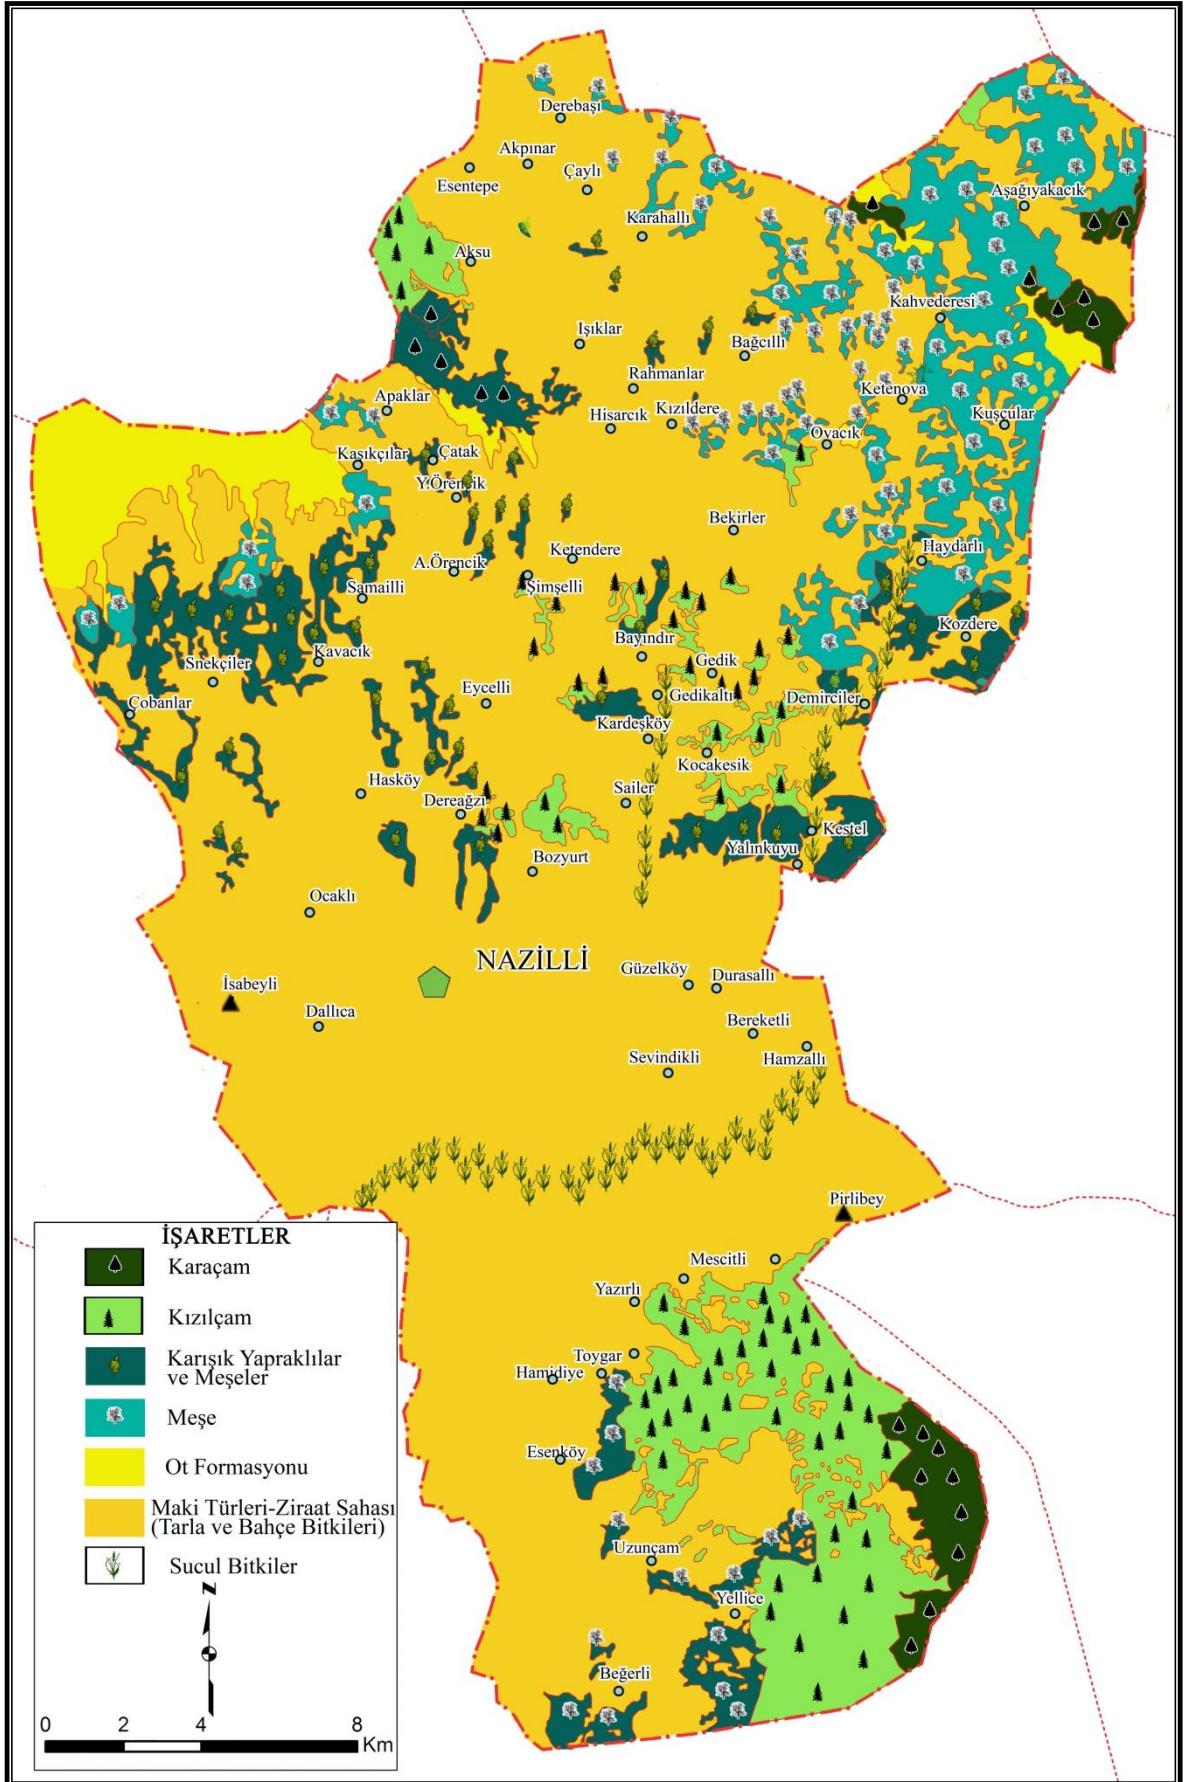 Derebaşı
Akpınar
Esentepe
Çaylı
Aşağıyakacık
Karahallı
Aksu
Kahvederesi
Işıklar
Bağcıllı
Rahmanlar
Ketenova
Apaklar
Hisarcık
Kızıldere
Kuşçular
Ovacık
Kaşıkçılar
Çatak
Y.Örencik
Bekirler
Ketendere
Haydarlı
A.Örencik
Şimşelli
Samailli
Kozdere
Bayındır
Kavacık
Snekçiler
Gedik
Eycelli
Gedikaltı
Demirciler
Çobanlar
Kardeşköy
Kocakesik
Hasköy
Sailer
Dereağzı
Kestel
Yalınkuyu
Bozyurt
Ocaklı
NAZİLLİ
Güzelköy
Durasallı
İsabeyli
Dallıca
Bereketli
Hamzallı
Sevindikli
Pirlibey
Mescitli
Yazırlı
Toygar
Hamidiye
Esenköy
Uzunçam
Yellice
Beğerli
İŞARETLER
Karaçam
Kızılçam
Karışık Yapraklılar
ve Meşeler
Meşe
Ot Formasyonu
Maki Türleri-Ziraat Sahası
(Tarla ve Bahçe Bitkileri)
Sucul Bitkiler
N
0 2 4 8
Km